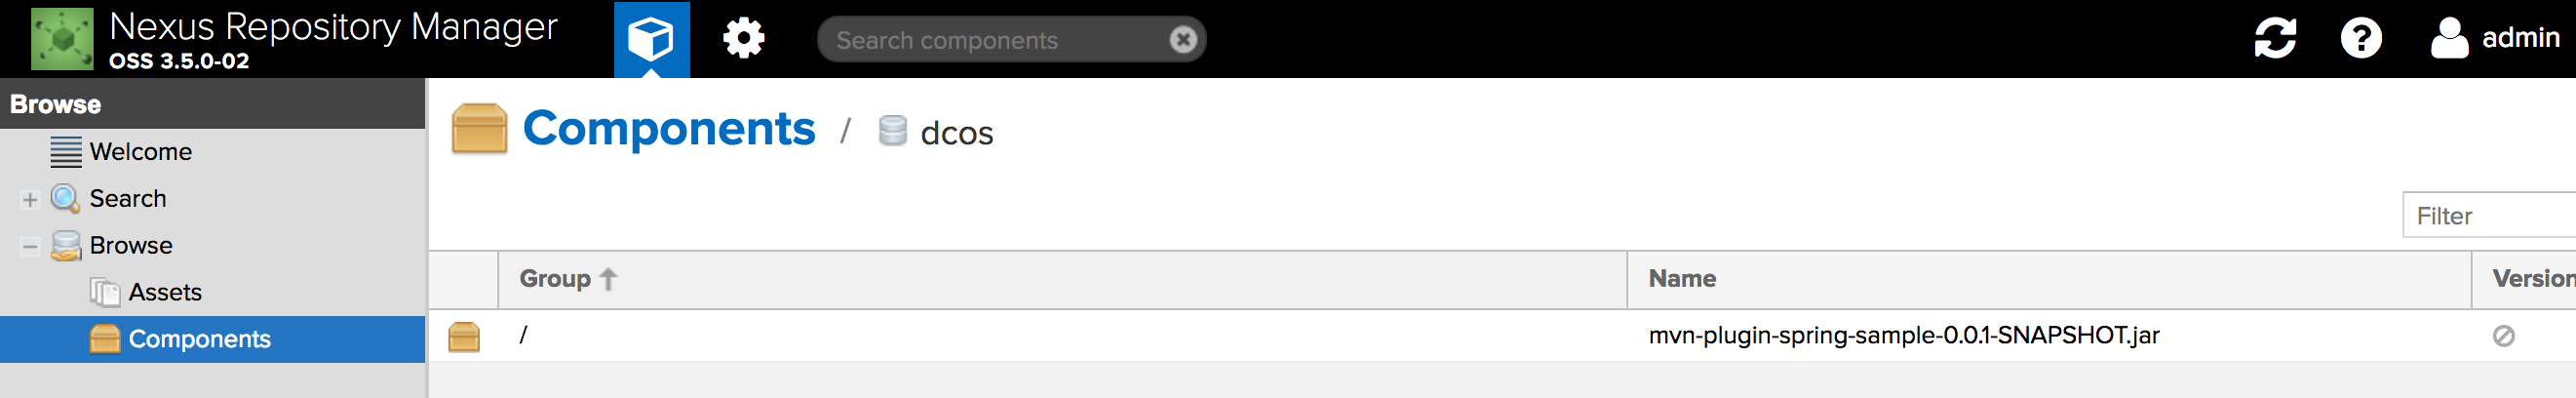 Nexus Repository Manager
OSS 3.5.0-02
Search components
admin
Browse
Welcome
Search
Browse
Assets
Components
Components / dcos
Filter
Group Name Version
/ mvn-plugin-spring-sample-0.0.1-SNAPSHOT.jar